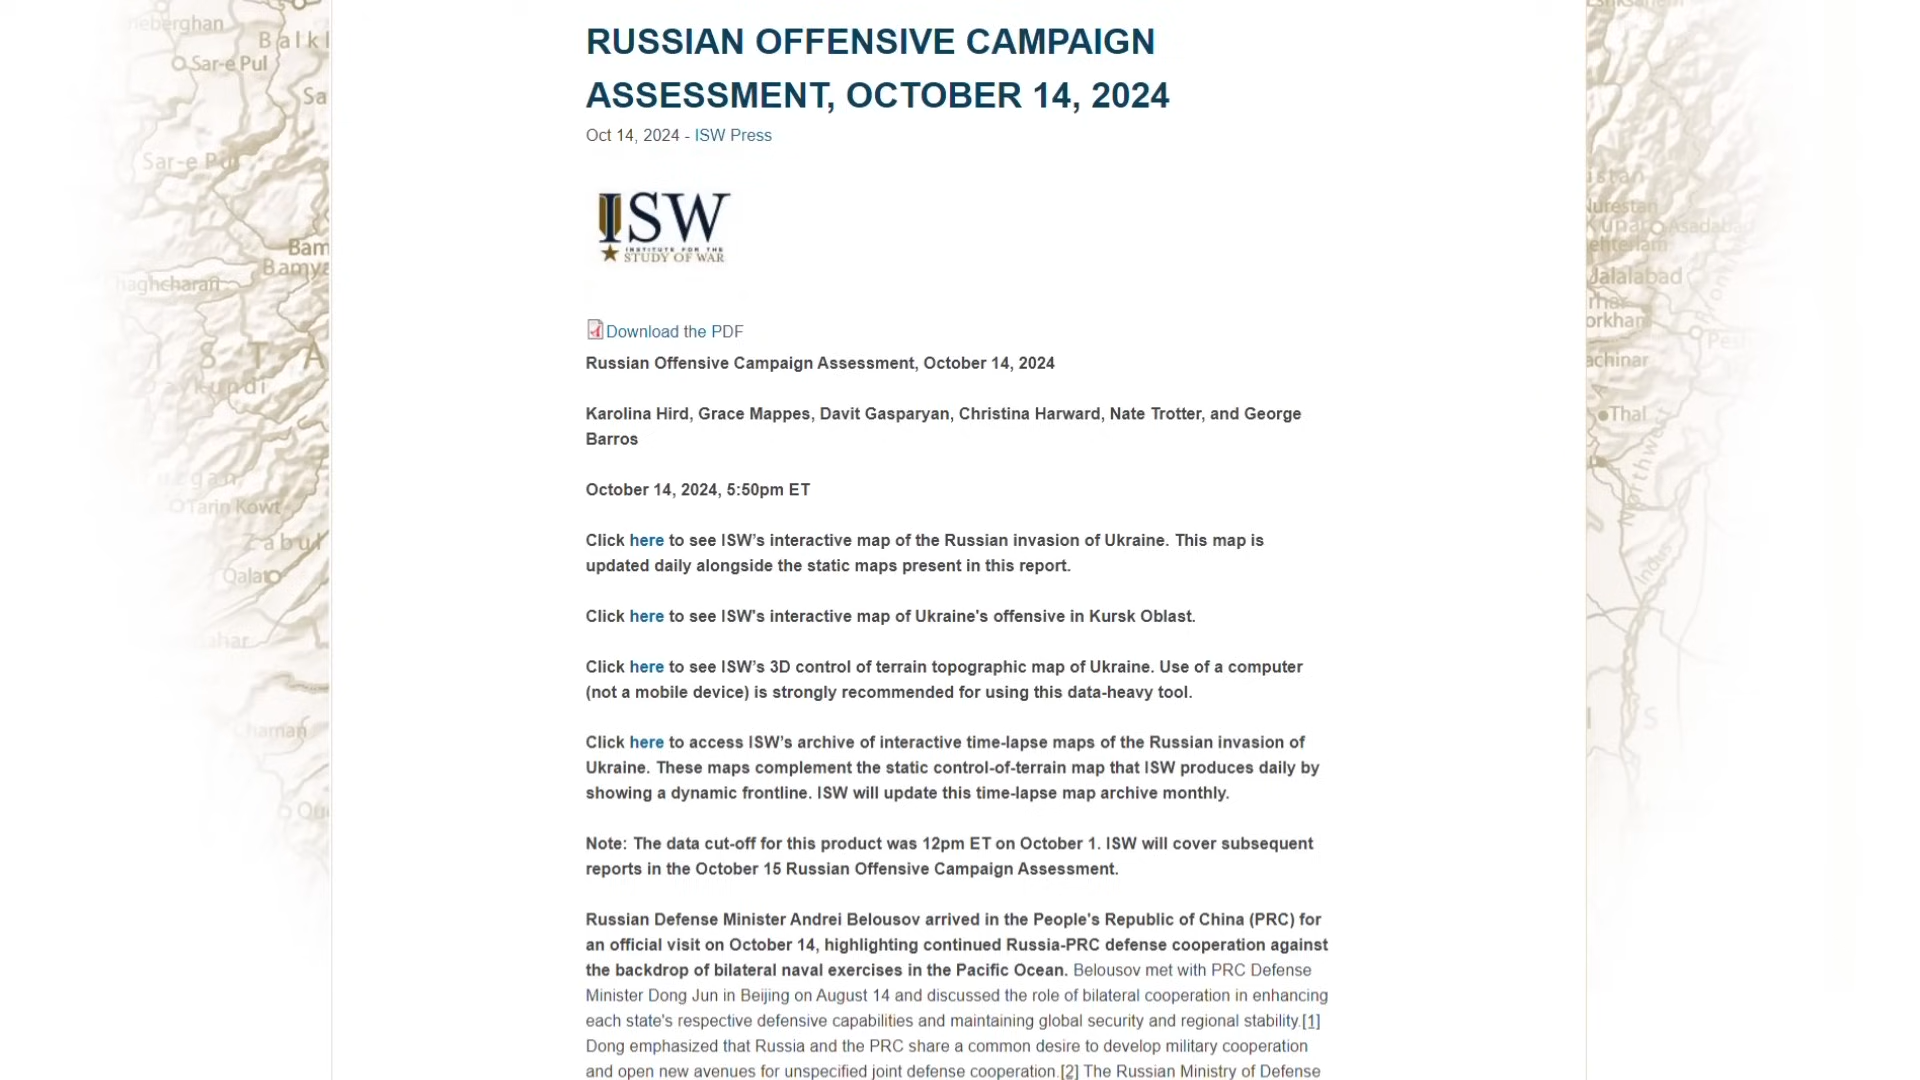 RUSSIAN OFFENSIVE CAMPAIGN
ASSESSMENT, OCTOBER 14, 2024
Oct 14, 2024 - ISW Press
ISW
INSTITUTE FOR THE
STUDY OF WAR
Download the PDF
Russian Offensive Campaign Assessment, October 14, 2024
Karolina Hird, Grace Mappes, Davit Gasparyan, Christina Harward, Nate Trotter, and George
Barros
October 14, 2024, 5:50pm ET
Click here to see ISW’s interactive map of the Russian invasion of Ukraine. This map is
updated daily alongside the static maps present in this report.
Click here to see ISW's interactive map of Ukraine's offensive in Kursk Oblast.
Click here to see ISW’s 3D control of terrain topographic map of Ukraine. Use of a computer
(not a mobile device) is strongly recommended for using this data-heavy tool.
Click here to access ISW’s archive of interactive time-lapse maps of the Russian invasion of
Ukraine. These maps complement the static control-of-terrain map that ISW produces daily by
showing a dynamic frontline. ISW will update this time-lapse map archive monthly.
Note: The data cut-off for this product was 12pm ET on October 1. ISW will cover subsequent
reports in the October 15 Russian Offensive Campaign Assessment.
Russian Defense Minister Andrei Belousov arrived in the People's Republic of China (PRC) for
an official visit on October 14, highlighting continued Russia-PRC defense cooperation against
the backdrop of bilateral naval exercises in the Pacific Ocean. Belousov met with PRC Defense
Minister Dong Jun in Beijing on August 14 and discussed the role of bilateral cooperation in enhancing
each state's respective defensive capabilities and maintaining global security and regional stability.[1]
Dong emphasized that Russia and the PRC share a common desire to develop military cooperation
and open new avenues for unspecified joint defense cooperation.[2] The Russian Ministry of Defense
Sar-e Pul
Tarin Kowt
Zabul
Qalat
Asadabad
Jalalabad
Thal
Indus